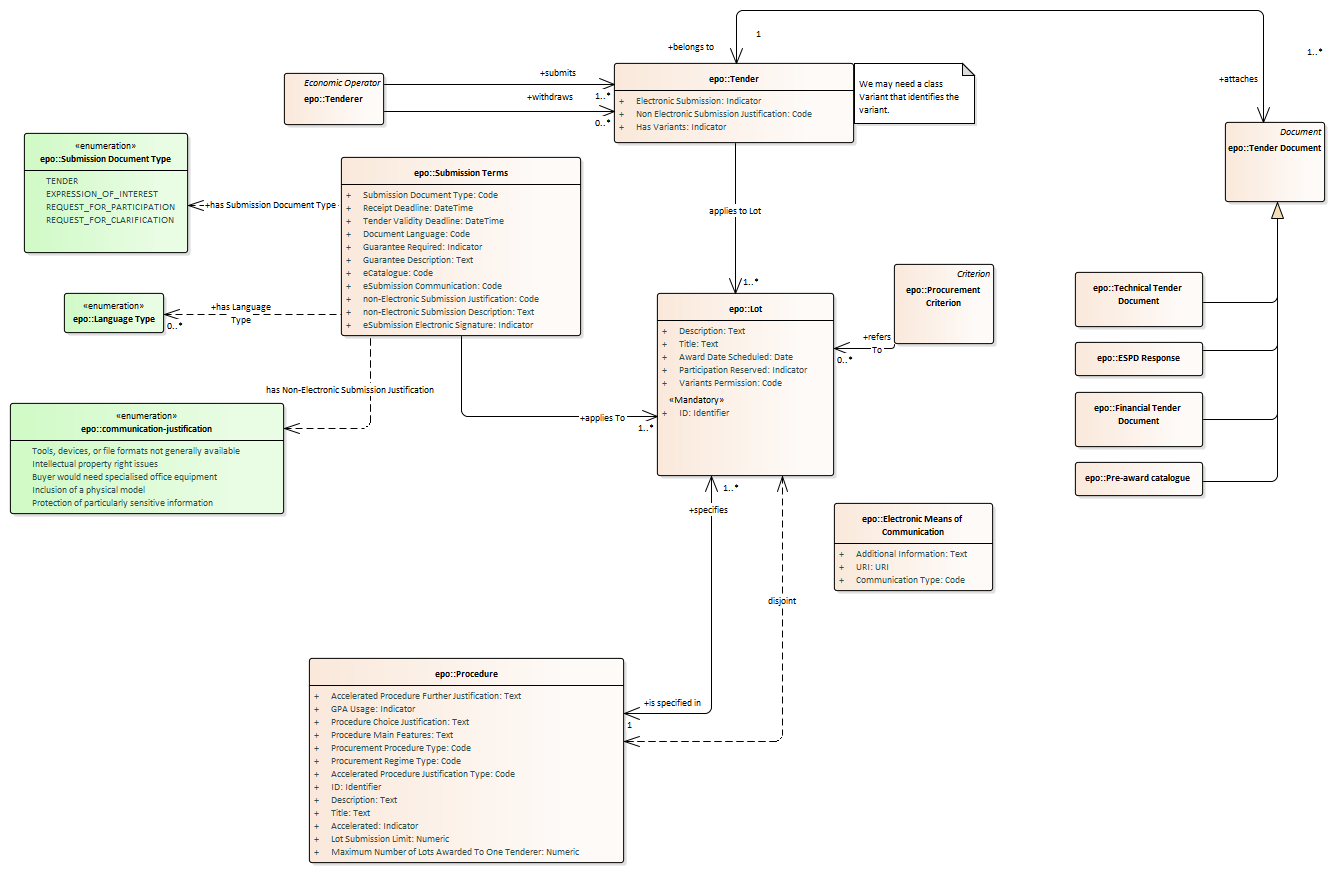 1
+belongs to
1..*
+attaches
Economic Operator
epo::Tenderer
+submits
1..*
+withdraws
0..*
epo::Tender
+ Electronic Submission: Indicator
+ Non Electronic Submission Justification: Code
+ Has Variants: Indicator
We may need a class
Variant that identifies the
variant.
Document
epo::Tender Document
«enumeration»
epo::Submission Document Type
TENDER
EXPRESSION_OF_INTEREST
REQUEST_FOR_PARTICIPATION
REQUEST_FOR_CLARIFICATION
+has Submission Document Type
epo::Submission Terms
+ Submission Document Type: Code
+ Receipt Deadline: DateTime
+ Tender Validity Deadline: DateTime
+ Document Language: Code
+ Guarantee Required: Indicator
+ Guarantee Description: Text
+ eCatalogue: Code
+ eSubmission Communication: Code
+ non-Electronic Submission Justification: Code
+ non-Electronic Submission Description: Text
+ eSubmission Electronic Signature: Indicator
applies to Lot
1..*
«enumeration»
epo::Language Type
+has Language
Type
0..*
epo::Lot
+ Description: Text
+ Title: Text
+ Award Date Scheduled: Date
+ Participation Reserved: Indicator
+ Variants Permission: Code
«Mandatory»
+ ID: Identifier
Criterion
epo::Procurement
Criterion
+refers
To
0..*
epo::Technical Tender
Document
epo::ESPD Response
epo::Financial Tender
Document
epo::Pre-award catalogue
has Non-Electronic Submission Justification
«enumeration»
epo::communication-justification
Tools, devices, or file formats not generally available
Intellectual property right issues
Buyer would need specialised office equipment
Inclusion of a physical model
Protection of particularly sensitive information
+applies To
1..*
1..*
+specifies
epo::Electronic Means of
Communication
+ Additional Information: Text
+ URI: URI
+ Communication Type: Code
disjoint
+is specified in
1
epo::Procedure
+ Accelerated Procedure Further Justification: Text
+ GPA Usage: Indicator
+ Procedure Choice Justification: Text
+ Procedure Main Features: Text
+ Procurement Procedure Type: Code
+ Procurement Regime Type: Code
+ Accelerated Procedure Justification Type: Code
+ ID: Identifier
+ Description: Text
+ Title: Text
+ Accelerated: Indicator
+ Lot Submission Limit: Numeric
+ Maximum Number of Lots Awarded To One Tenderer: Numeric